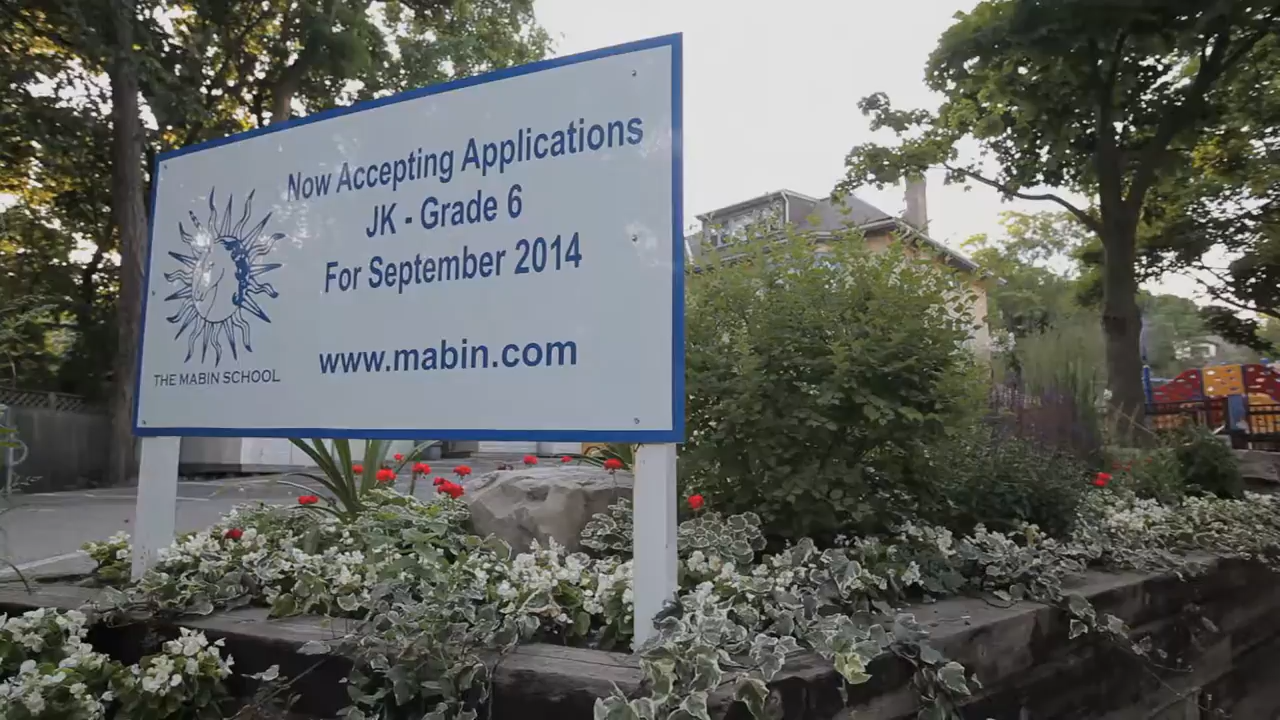 Now Accepting Applications
JK - Grade 6
For September 2014
www.mabin.com
THE MABIN SCHOOL